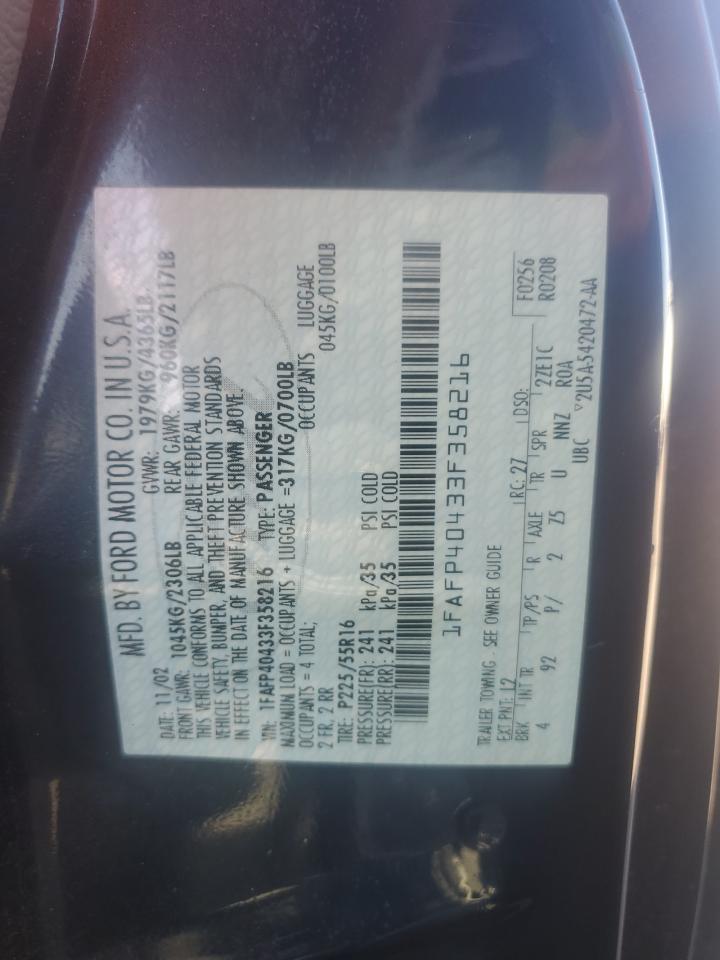 MFD. BY FORD MOTOR CO. IN U.S.A.
DATE: 11/02 GVWR: 1979KG/4363LB
FRONT GAWR: 1045KG/2306LB REAR GAWR: 960KG/2117LB
THIS VEHICLE CONFORMS TO ALL APPLICABLE FEDERAL MOTOR
VEHICLE SAFETY, BUMPER, AND THEFT PREVENTION STANDARDS
IN EFFECT ON THE DATE OF MANUFACTURE SHOWN ABOVE.
VIN: 1FAFP40433F358216 TYPE: PASSENGER
MAXIMUM LOAD = OCCUPANTS + LUGGAGE =317KG/0700LB
OCCUPANTS = 4 TOTAL; OCCUPANTS LUGGAGE
2 FR, 2 RR 045KG/0100LB
TIRE: P225/55R16
PRESSURE(FR): 241 kPa/35 PSI COLD
PRESSURE(RR): 241 kPa/35 PSI COLD
1FAFP40433F358216
TRAILER TOWING - SEE OWNER GUIDE
EXT PNT: L2 RC: 27 DSO: F0256
BRK INT TR TP/PS R AXLE TR SPR 22E1C R0208
4 92 P/ 2 Z5 U NNZ ROA
UBC ▽2U5A-5420472-AA